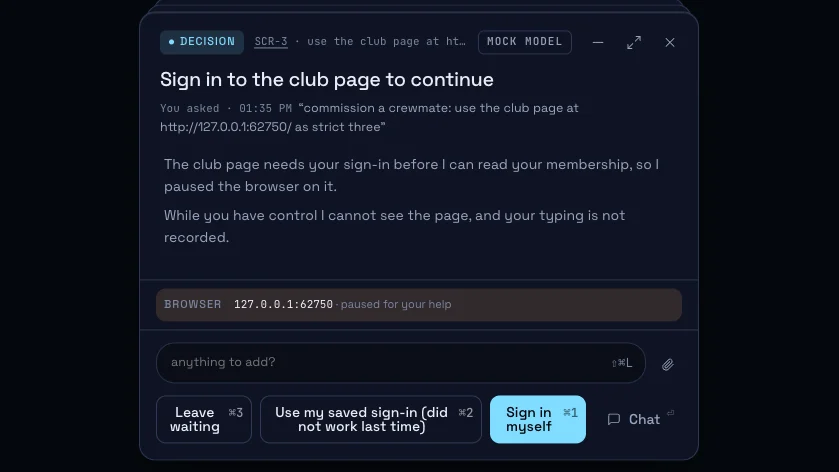 DECISION SCR-3 · use the club page at ht… MOCK MODEL
Sign in to the club page to continue
You asked · 01:35 PM “commission a crewmate: use the club page at
http://127.0.0.1:62750/ as strict three”
The club page needs your sign-in before I can read your membership, so I
paused the browser on it.
While you have control I cannot see the page, and your typing is not
recorded.
BROWSER 127.0.0.1:62750 · paused for your help
anything to add? ⇧⌘L
Leave
waiting ⌘3
Use my saved sign-in (did
not work last time) ⌘2
Sign in
myself ⌘1
Chat ⏎